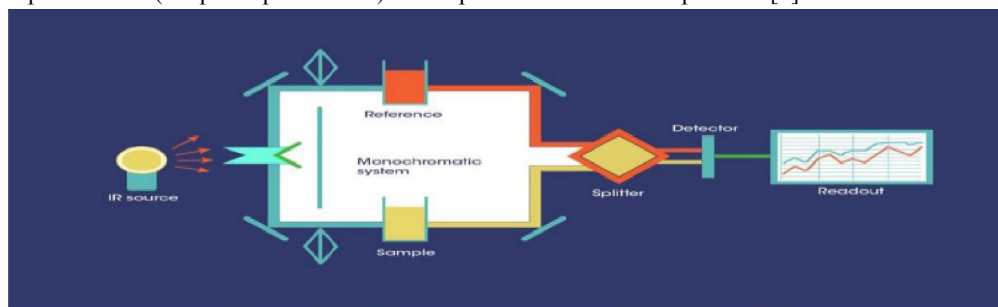 Reference
Detector
Monochromatic
system
IR source
Splitter
Readout
Sample